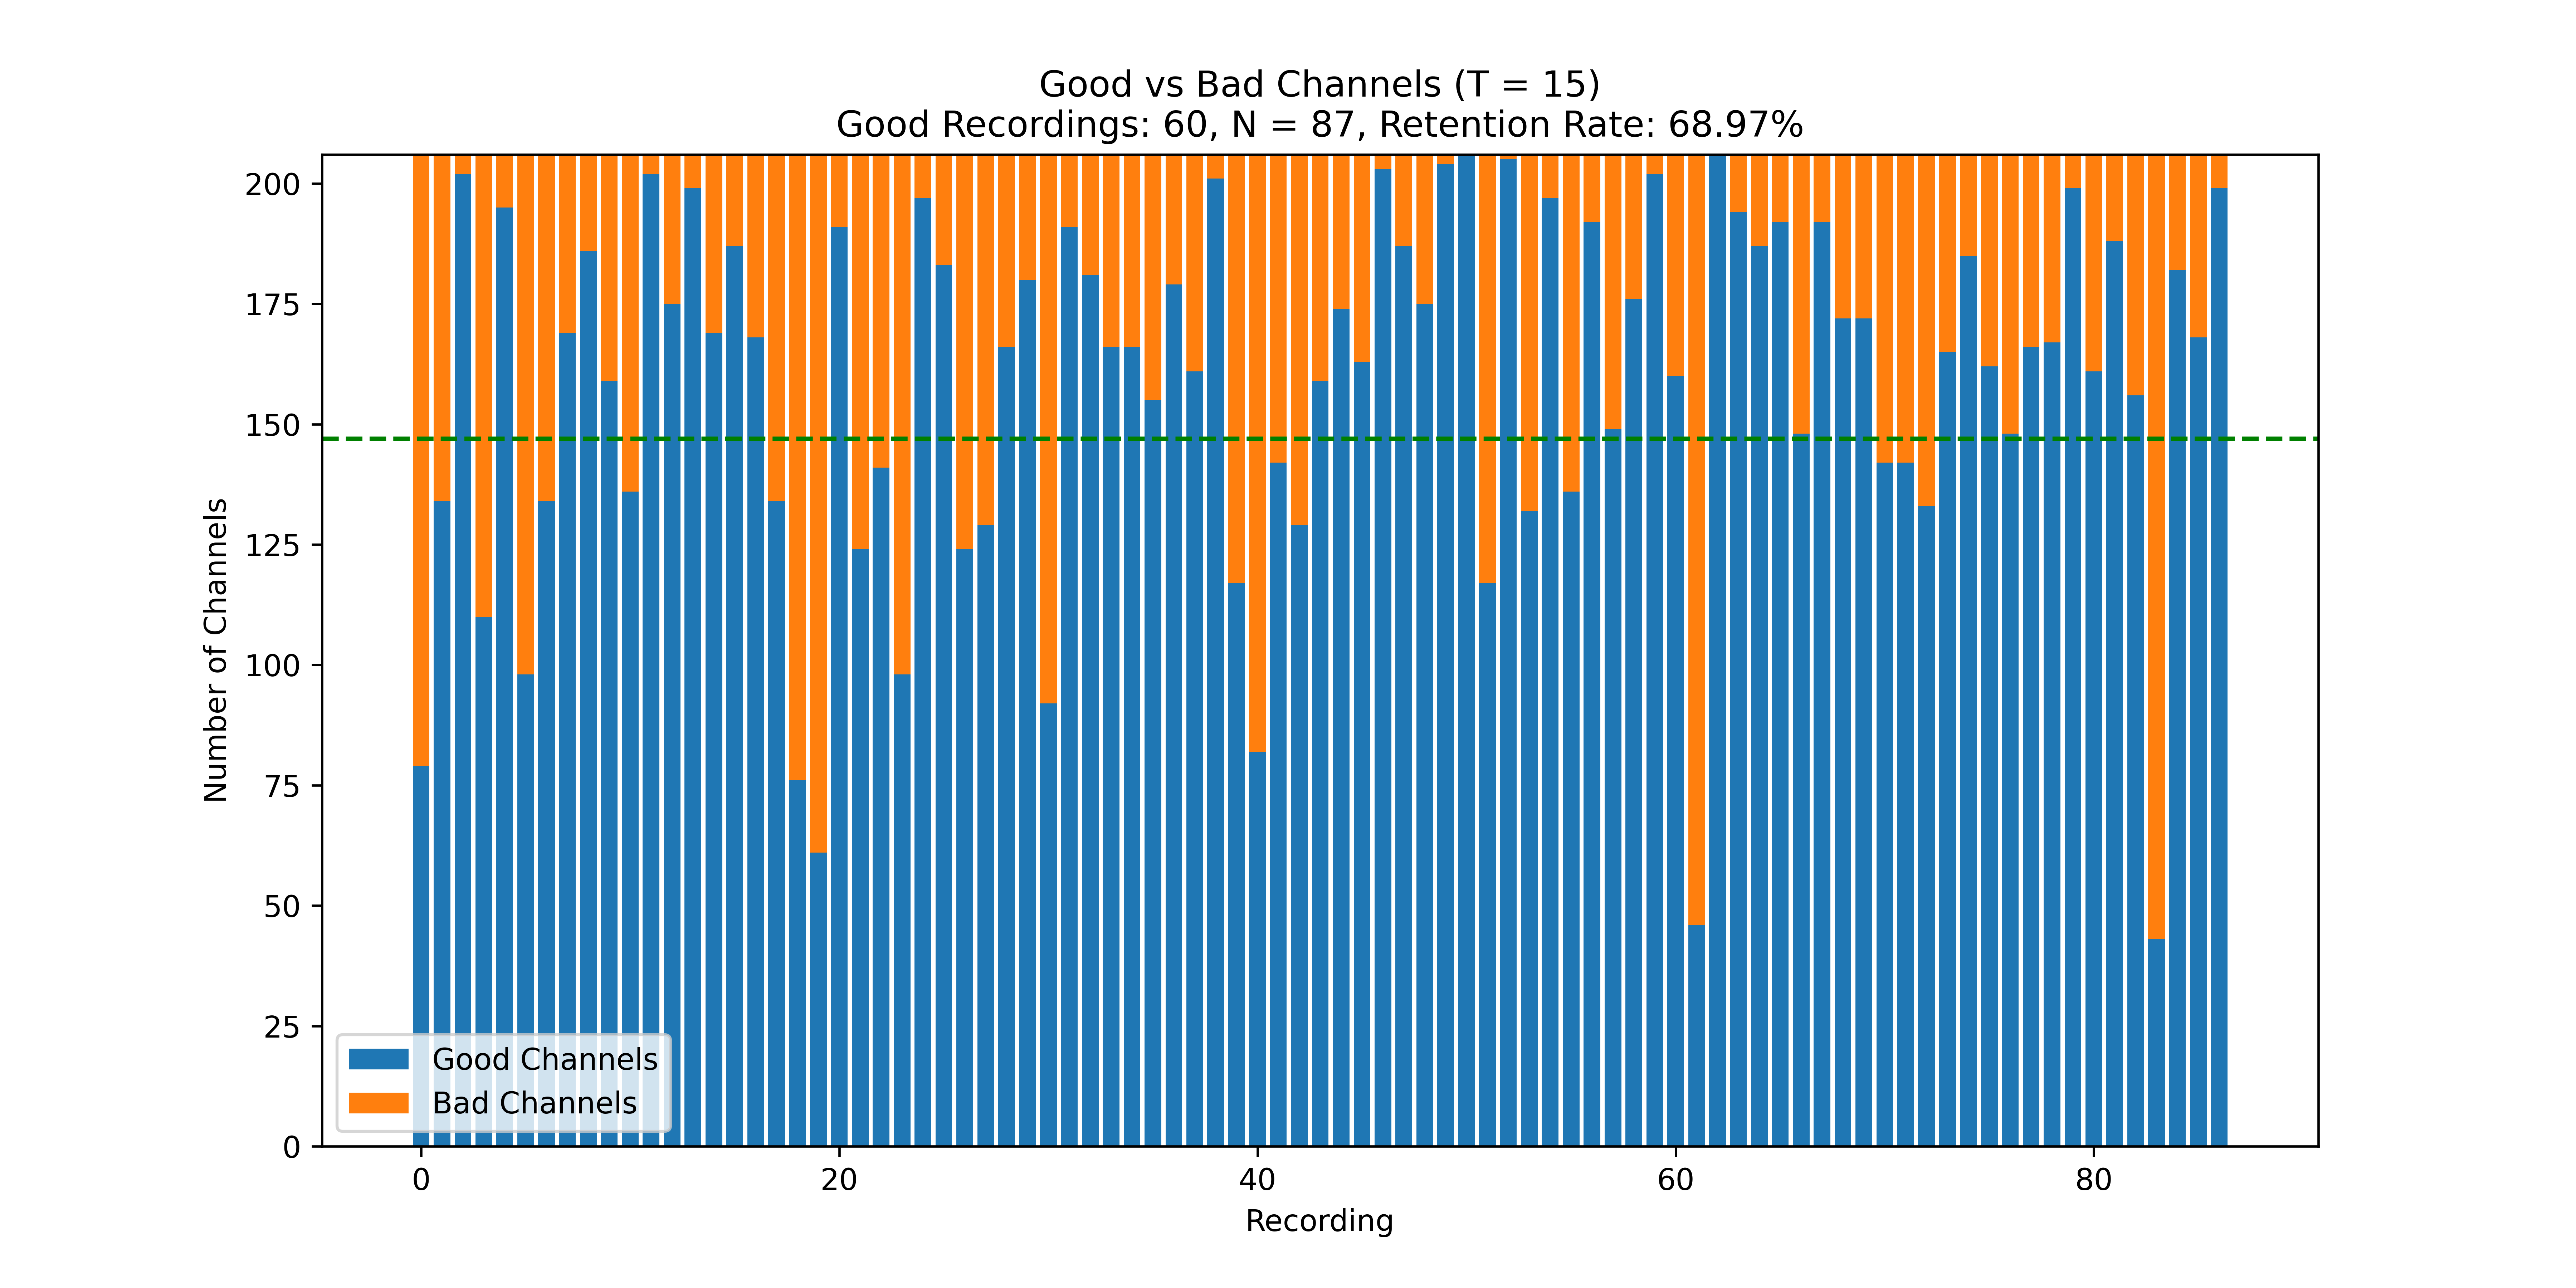 Good vs Bad Channels (T = 15)
Good Recordings: 60, N = 87, Retention Rate: 68.97%
Number of Channels
200
175
150
125
100
75
50
25
0
Good Channels
Bad Channels
0 20 40 60 80
Recording